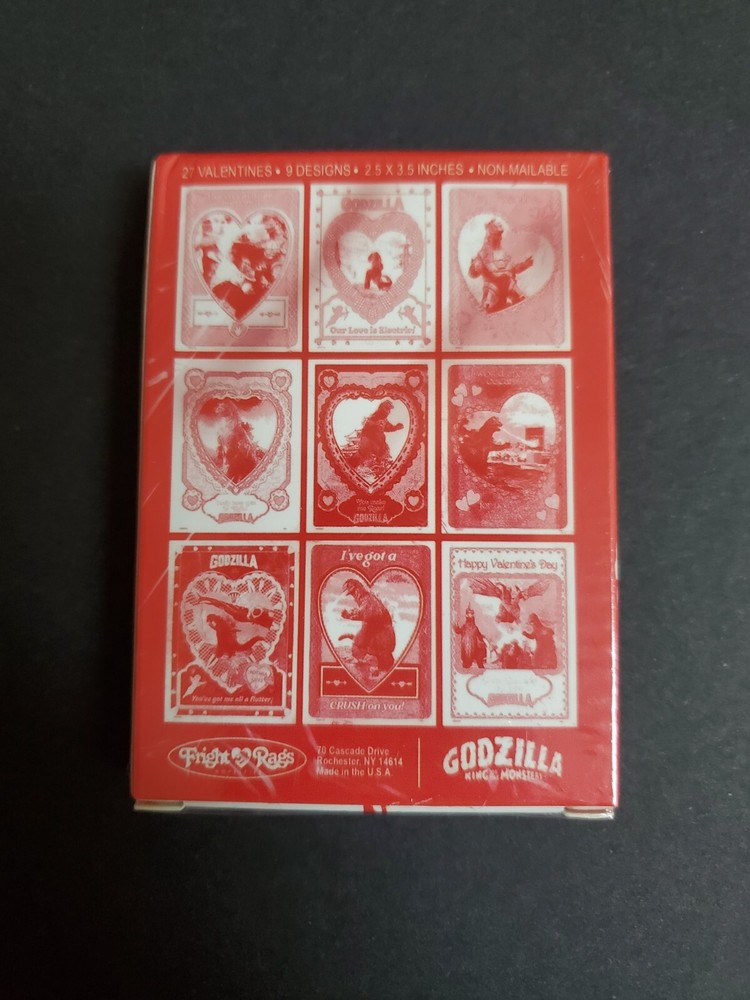 27 VALENTINES • 9 DESIGNS • 2.5 X 3.5 INCHES • NON-MAILABLE
GODZILLA
Our Love is Electric!
GODZILLA
GODZILLA
GODZILLA
You've got me all a flutter!
I've got a
CRUSH on you!
Happy Valentine's Day
GODZILLA
Fright Rags
70 Cascade Drive
Rochester, NY 14614
Made in the U.S.A.
GODZILLA
KING OF THE MONSTERS